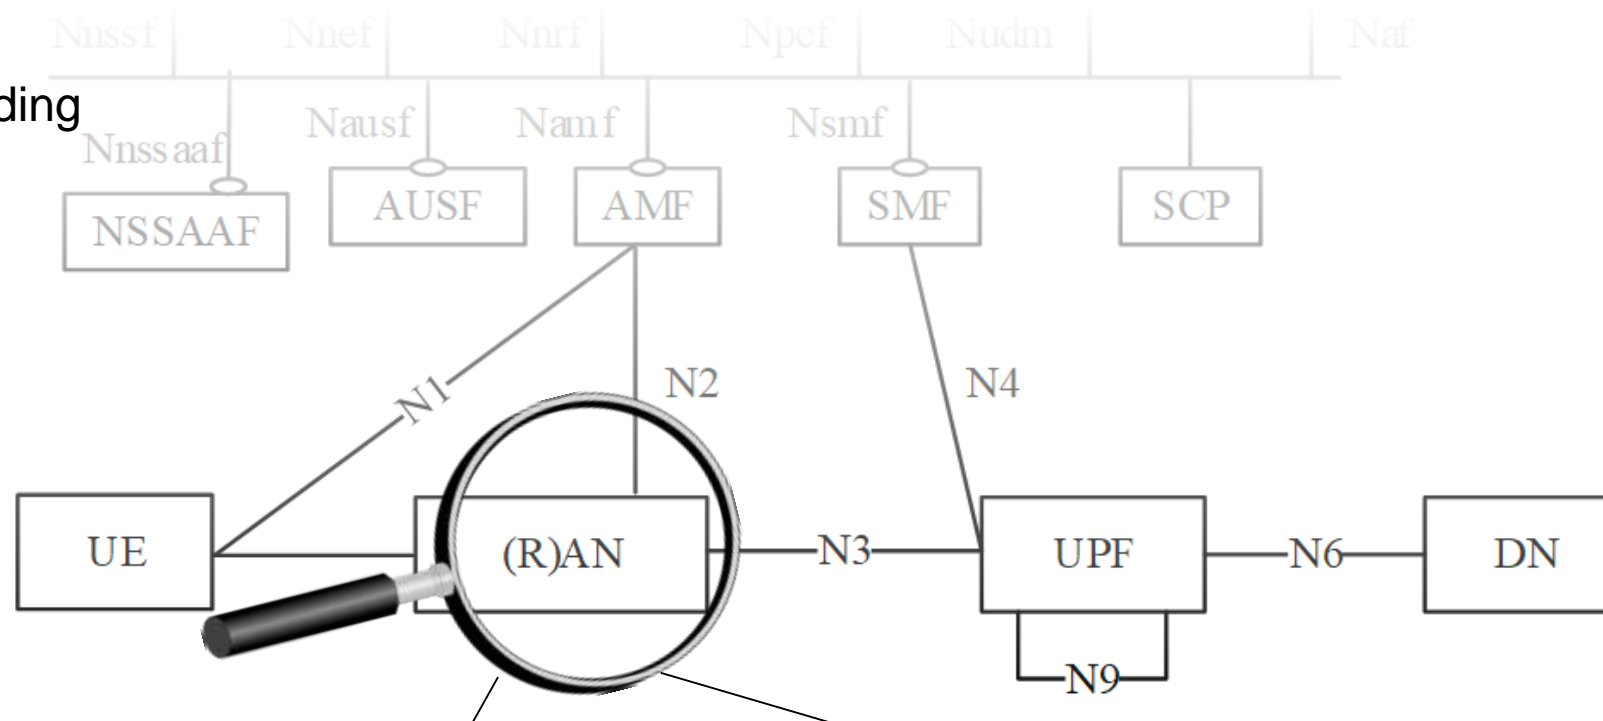 Nnssf Nnef Nnrf Npcf Nudm Naf
ding
Nnssaaf Nausf Namf Nsmf
NSSAAF AUSF AMF SMF SCP
N1 N2 N4
UE (R)AN N3 UPF N6 DN
N9